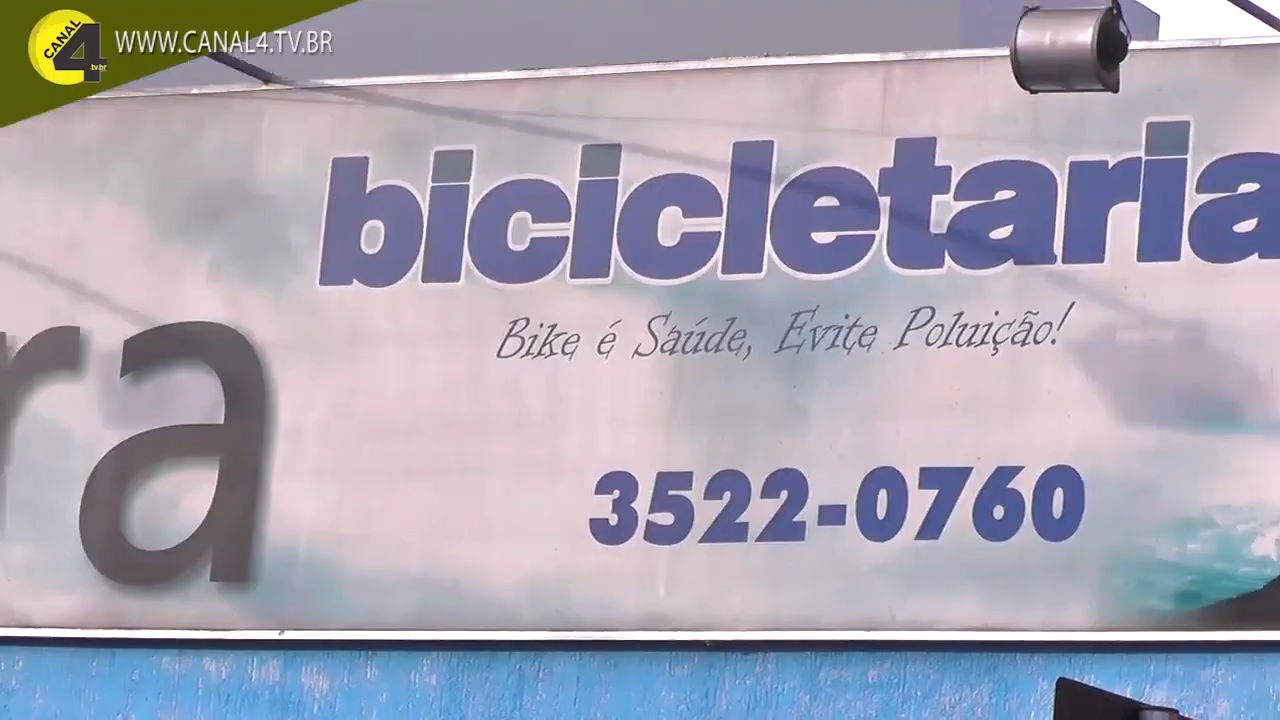 CANAL
4
.tv.br
WWW.CANAL4.TV.BR
bicicletaria
Bike é Saúde, Evite Poluição!
ra
3522-0760